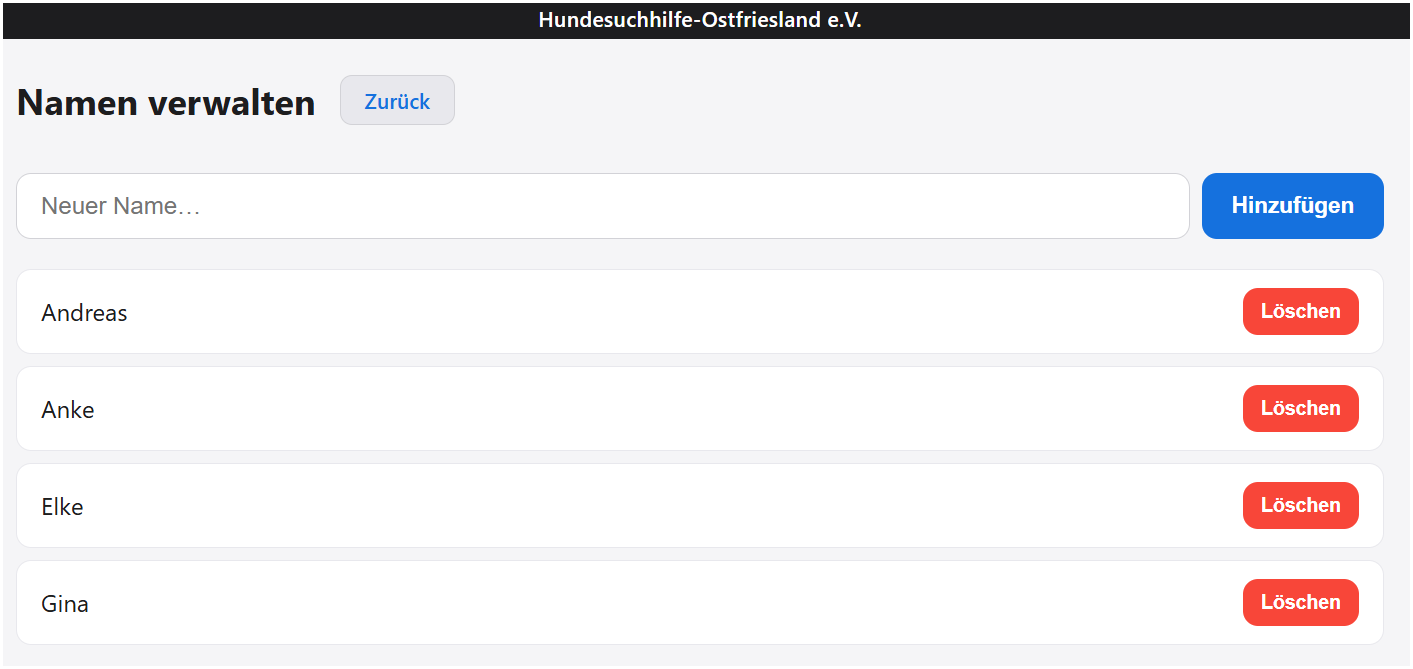 Hundesuchhilfe-Ostfriesland e.V.
Namen verwalten Zurück
Neuer Name… Hinzufügen
Andreas Löschen
Anke Löschen
Elke Löschen
Gina Löschen